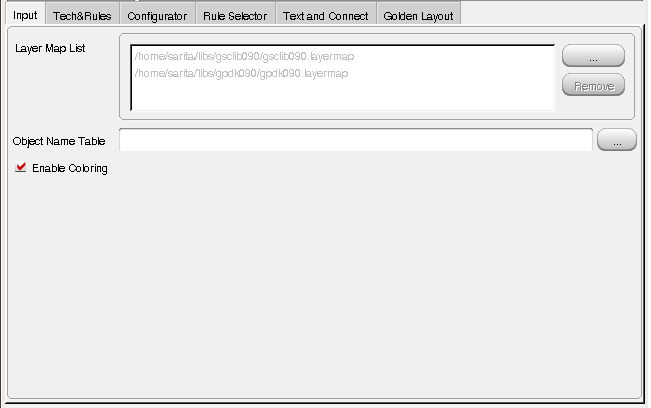 Input Tech&Rules Configurator Rule Selector Text and Connect Golden Layout
Layer Map List
/home/sarita/libs/gsclib090/gsclib090.layermap
/home/sarita/libs/gpdk090/gpdk090.layermap
...
Remove
Object Name Table
...
Enable Coloring